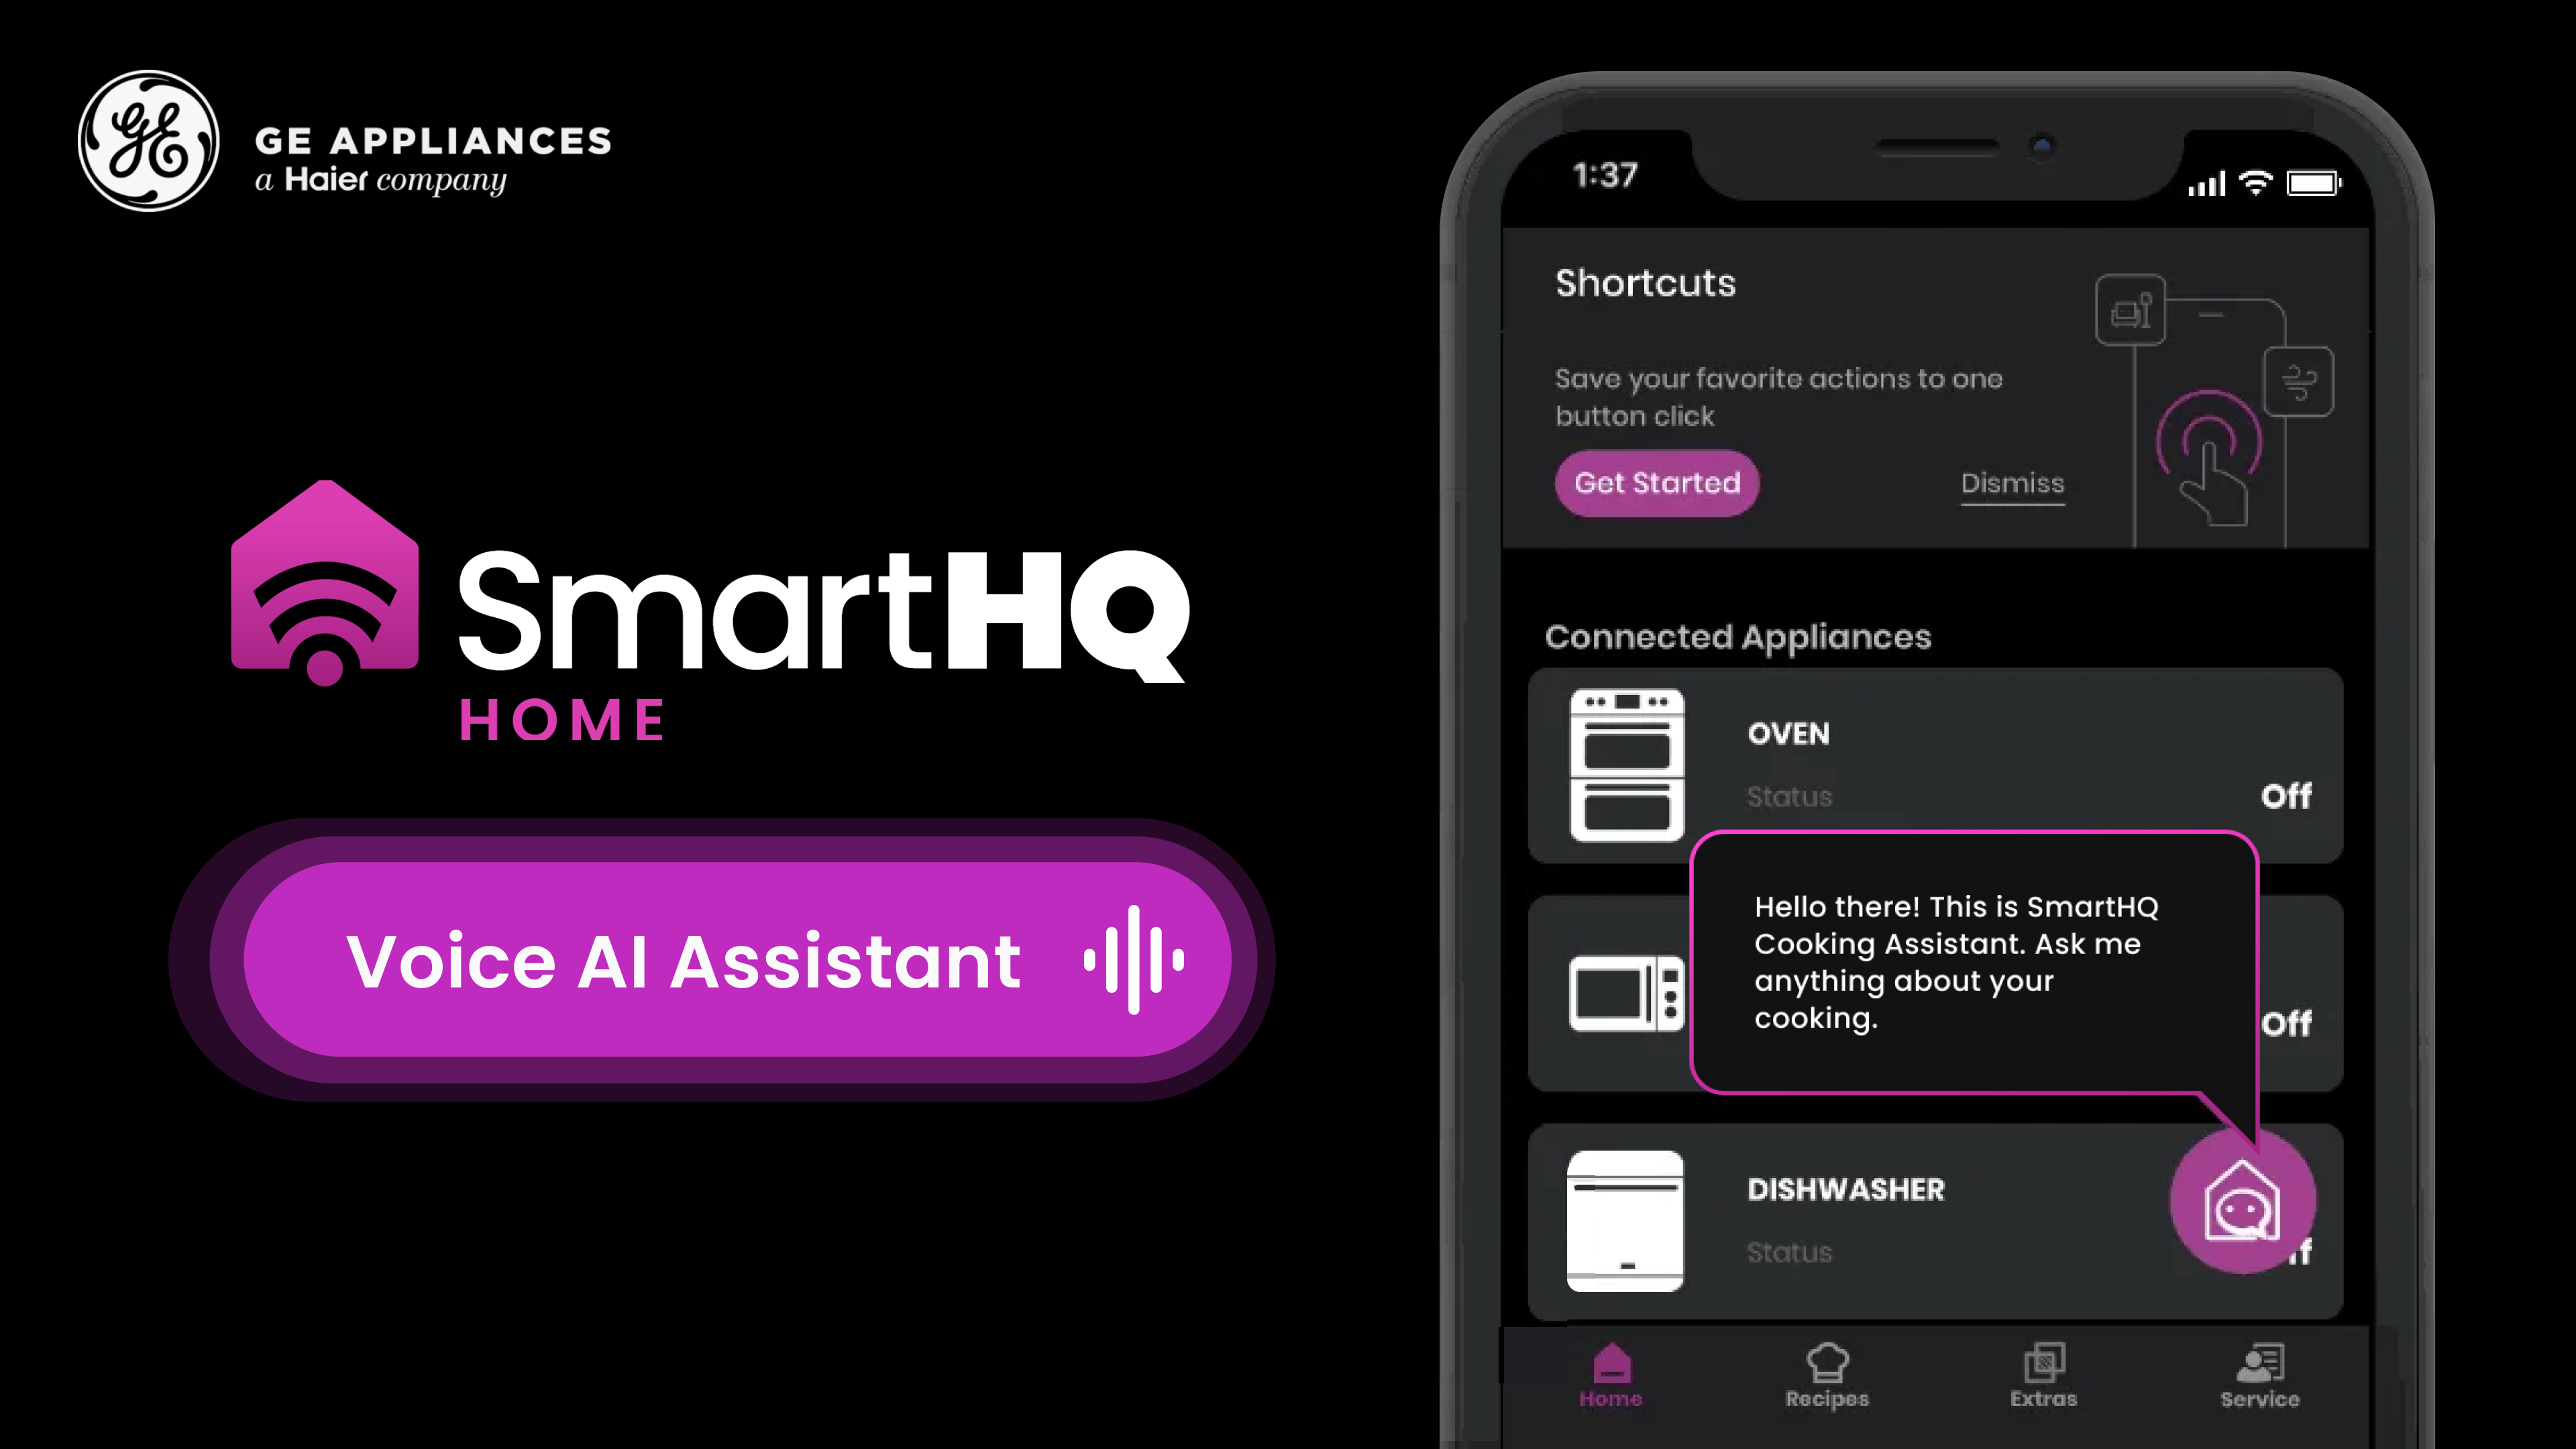 GE
GE APPLIANCES
a Haier company
SmartHQ
HOME
Voice AI Assistant
1:37
Shortcuts
Save your favorite actions to one
button click
Get Started
Dismiss
Connected Appliances
OVEN
Status
Off
Hello there! This is SmartHQ
Cooking Assistant. Ask me
anything about your
cooking.
Off
DISHWASHER
Status
Home
Recipes
Extras
Service